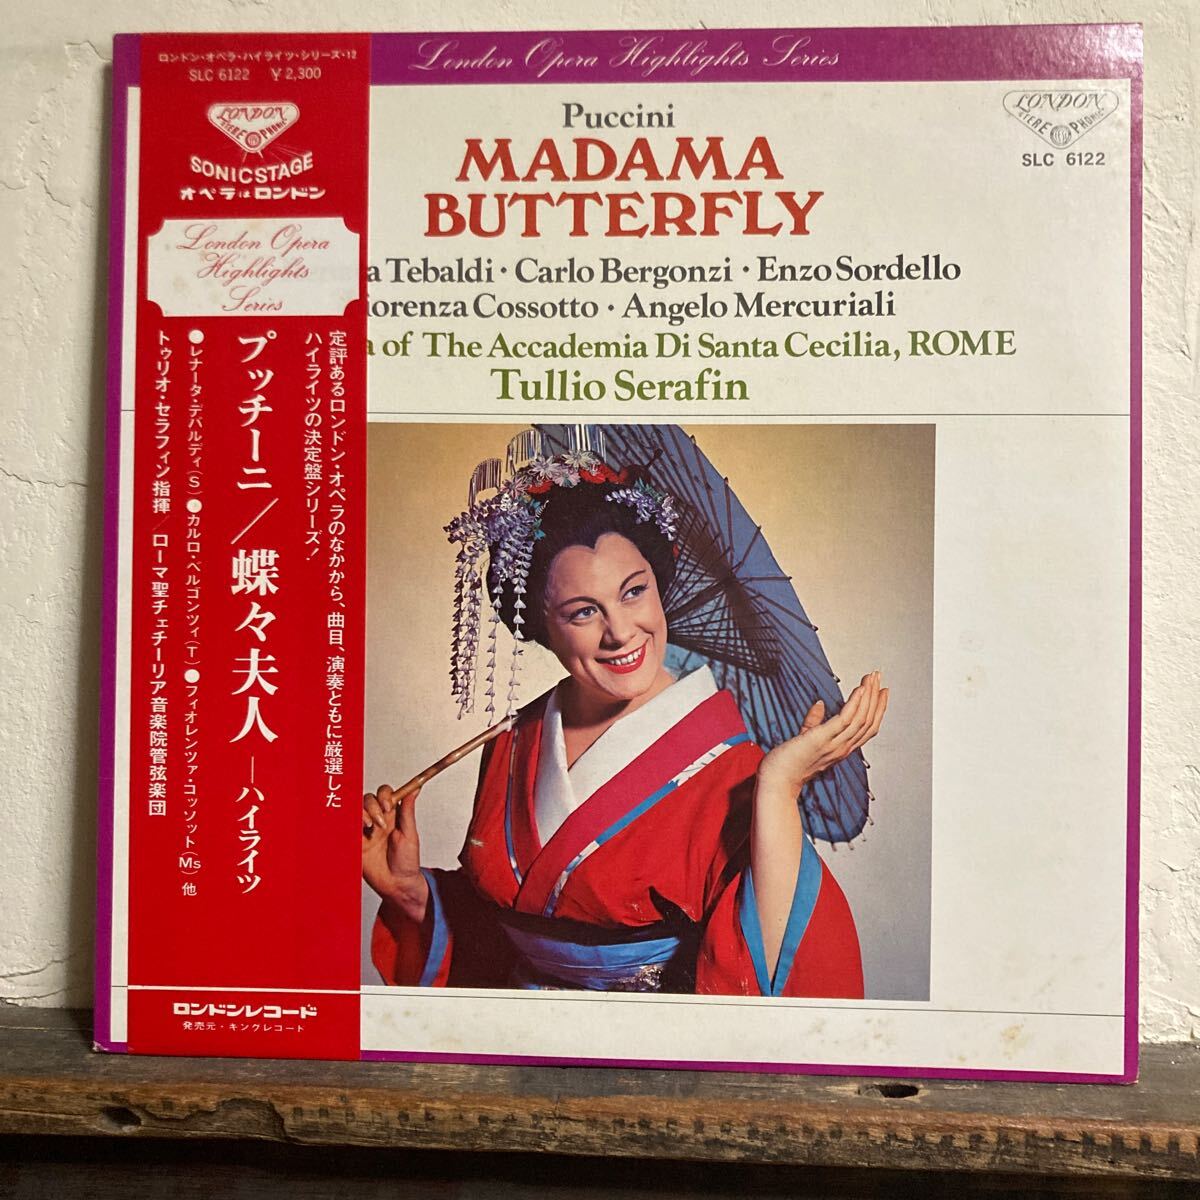 London Opera Highlights Series
Puccini
MADAMA
BUTTERFLY
a Tebaldi・Carlo Bergonzi・Enzo Sordello
iorenza Cossotto・Angelo Mercuriali
a of The Accademia Di Santa Cecilia, ROME
Tullio Serafin
LONDON
STEREOPHONIC
SLC 6122
ロンドン・オペラ・ハイライツ・シリーズ・12
SLC 6122 ¥2,300
LONDON
STEREOPHONIC
SONICSTAGE
オペラはロンドン
London Opera
Highlights
Series
定評あるロンドン・オペラのなかから、曲目、演奏ともに厳選した
ハイライツの決定盤シリーズ!
プッチーニ/蝶々夫人―ハイライツ
●レナータ・デバルディ(S)●カルロ・ベルゴンツィ(T)●フィオレンツァ・コッソット(Ms)他
トゥリオ・セラフィン指揮/ローマ聖チェチーリア音楽院管弦楽団
ロンドンレコード
発売元・キングレコード